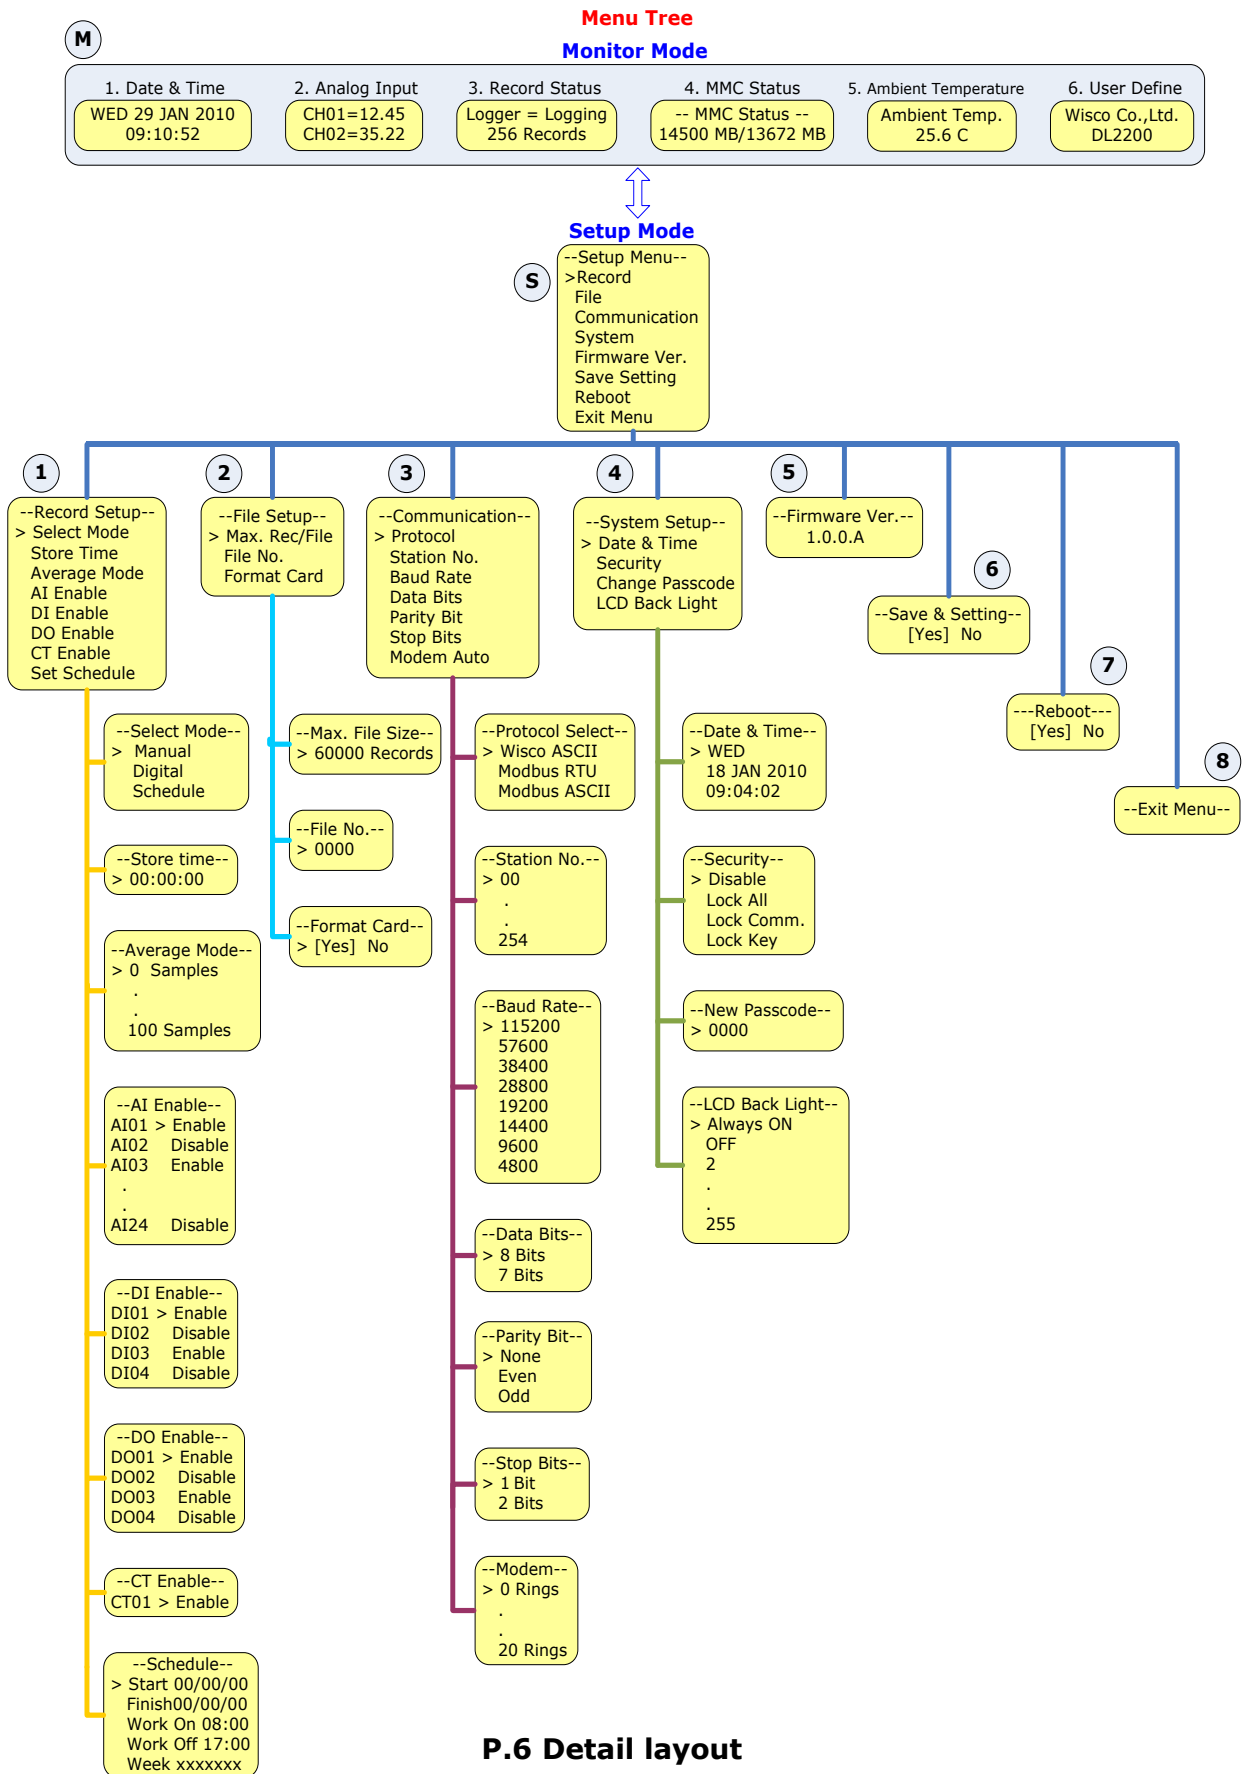 Menu Tree
M
Monitor Mode
1. Date & Time
WED 29 JAN 2010
09:10:52
2. Analog Input
CH01=12.45
CH02=35.22
3. Record Status
Logger = Logging
256 Records
4. MMC Status
-- MMC Status --
14500 MB/13672 MB
5. Ambient Temperature
Ambient Temp.
25.6 C
6. User Define
Wisco Co.,Ltd.
DL2200
Setup Mode
S
--Setup Menu--
>Record
File
Communication
System
Firmware Ver.
Save Setting
Reboot
Exit Menu
1
--Record Setup--
> Select Mode
Store Time
Average Mode
AI Enable
DI Enable
DO Enable
CT Enable
Set Schedule
--Select Mode--
> Manual
Digital
Schedule
--Store time--
> 00:00:00
--Average Mode--
> 0 Samples
.
.
100 Samples
--AI Enable--
AI01 > Enable
AI02 Disable
AI03 Enable
.
.
AI24 Disable
--DI Enable--
DI01 > Enable
DI02 Disable
DI03 Enable
DI04 Disable
--DO Enable--
DO01 > Enable
DO02 Disable
DO03 Enable
DO04 Disable
--CT Enable--
CT01 > Enable
--Schedule--
> Start 00/00/00
Finish00/00/00
Work On 08:00
Work Off 17:00
Week xxxxxxx
2
--File Setup--
> Max. Rec/File
File No.
Format Card
--Max. File Size--
> 60000 Records
--File No.--
> 0000
--Format Card--
> [Yes] No
3
--Communication--
> Protocol
Station No.
Baud Rate
Data Bits
Parity Bit
Stop Bits
Modem Auto
--Protocol Select--
> Wisco ASCII
Modbus RTU
Modbus ASCII
--Station No.--
> 00
.
.
254
--Baud Rate--
> 115200
57600
38400
28800
19200
14400
9600
4800
--Data Bits--
> 8 Bits
7 Bits
--Parity Bit--
> None
Even
Odd
--Stop Bits--
> 1 Bit
2 Bits
--Modem--
> 0 Rings
.
.
20 Rings
4
--System Setup--
> Date & Time
Security
Change Passcode
LCD Back Light
--Date & Time--
> WED
18 JAN 2010
09:04:02
--Security--
> Disable
Lock All
Lock Comm.
Lock Key
--New Passcode--
> 0000
--LCD Back Light--
> Always ON
OFF
2
.
.
255
5
--Firmware Ver.--
1.0.0.A
6
--Save & Setting--
[Yes] No
7
---Reboot---
[Yes] No
8
--Exit Menu--
P.6 Detail layout